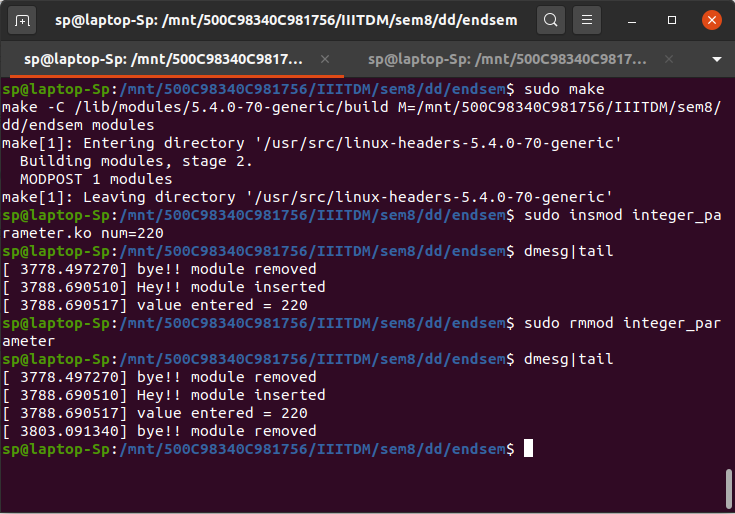 sp@laptop-Sp: /mnt/500C98340C981756/IIITDM/sem8/dd/endsem
sp@laptop-Sp: /mnt/500C98340C9817...
sp@laptop-Sp: /mnt/500C98340C9817...
sp@laptop-Sp:/mnt/500C98340C981756/IIITDM/sem8/dd/endsem$ sudo make
make -C /lib/modules/5.4.0-70-generic/build M=/mnt/500C98340C981756/IIITDM/sem8/
dd/endsem modules
make[1]: Entering directory '/usr/src/linux-headers-5.4.0-70-generic'
  Building modules, stage 2.
  MODPOST 1 modules
make[1]: Leaving directory '/usr/src/linux-headers-5.4.0-70-generic'
sp@laptop-Sp:/mnt/500C98340C981756/IIITDM/sem8/dd/endsem$ sudo insmod integer_pa
rameter.ko num=220
sp@laptop-Sp:/mnt/500C98340C981756/IIITDM/sem8/dd/endsem$ dmesg|tail
[ 3778.497270] bye!! module removed
[ 3788.690510] Hey!! module inserted
[ 3788.690517] value entered = 220
sp@laptop-Sp:/mnt/500C98340C981756/IIITDM/sem8/dd/endsem$ sudo rmmod integer_par
ameter
sp@laptop-Sp:/mnt/500C98340C981756/IIITDM/sem8/dd/endsem$ dmesg|tail
[ 3778.497270] bye!! module removed
[ 3788.690510] Hey!! module inserted
[ 3788.690517] value entered = 220
[ 3803.091340] bye!! module removed
sp@laptop-Sp:/mnt/500C98340C981756/IIITDM/sem8/dd/endsem$